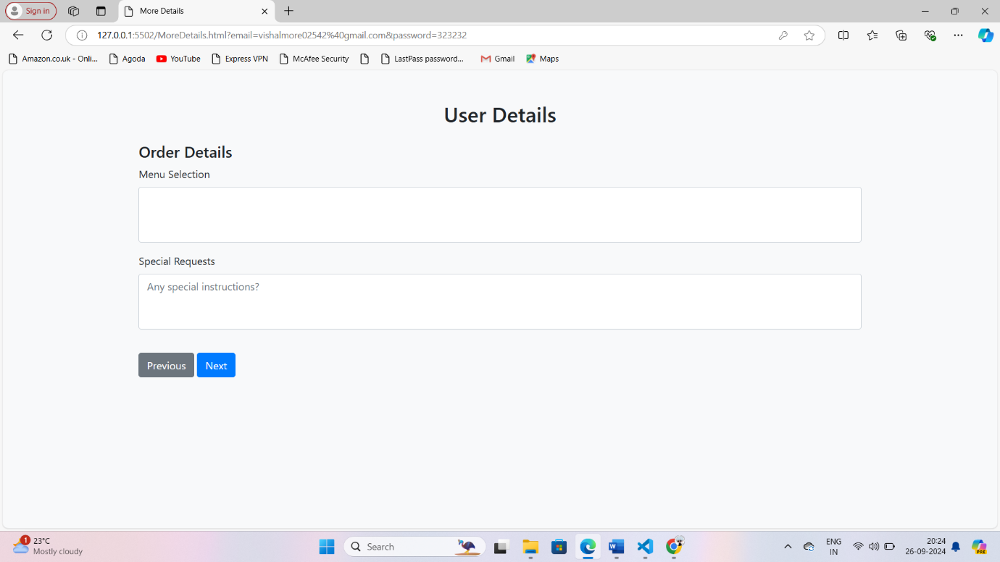 Sign in
More Details
127.0.0.1:5502/MoreDetails.html?email=vishalmore02542%40gmail.com&password=323232
Amazon.co.uk - Onli... Agoda YouTube Express VPN McAfee Security LastPass password... Gmail Maps
User Details
Order Details
Menu Selection
Special Requests
Any special instructions?
Previous Next
1 23°C
Mostly cloudy
Search
ENG
IN
20:24
26-09-2024
PRE